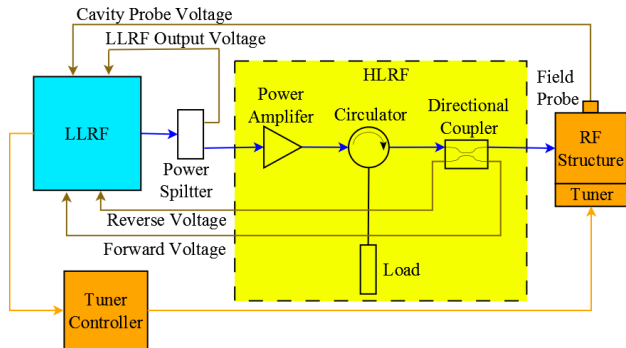 Cavity Probe Voltage
LLRF Output Voltage
HLRF
Field
Probe
Power
Amplifer
Circulator
Directional
Coupler
LLRF
Power
Spiltter
RF
Structure
Tuner
Reverse Voltage
Forward Voltage
Load
Tuner
Controller